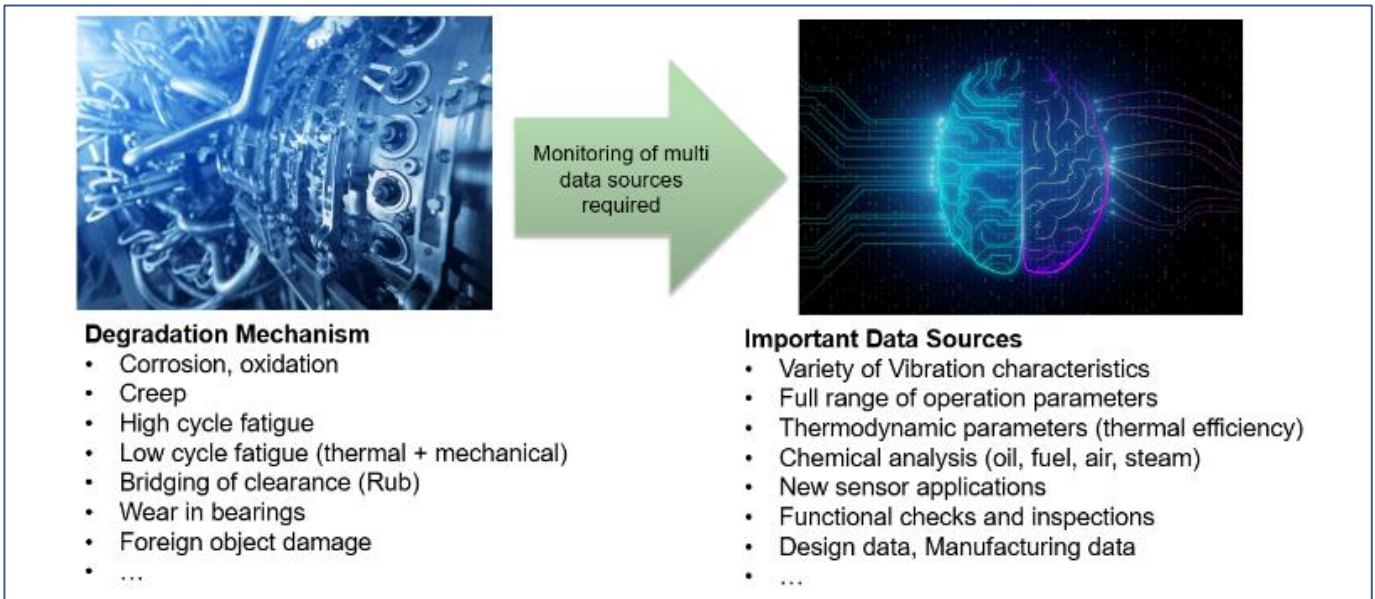 Monitoring of multi
data sources
required
Degradation Mechanism
• Corrosion, oxidation
• Creep
• High cycle fatigue
• Low cycle fatigue (thermal + mechanical)
• Bridging of clearance (Rub)
• Wear in bearings
• Foreign object damage
• ...
Important Data Sources
• Variety of Vibration characteristics
• Full range of operation parameters
• Thermodynamic parameters (thermal efficiency)
• Chemical analysis (oil, fuel, air, steam)
• New sensor applications
• Functional checks and inspections
• Design data, Manufacturing data
• ...